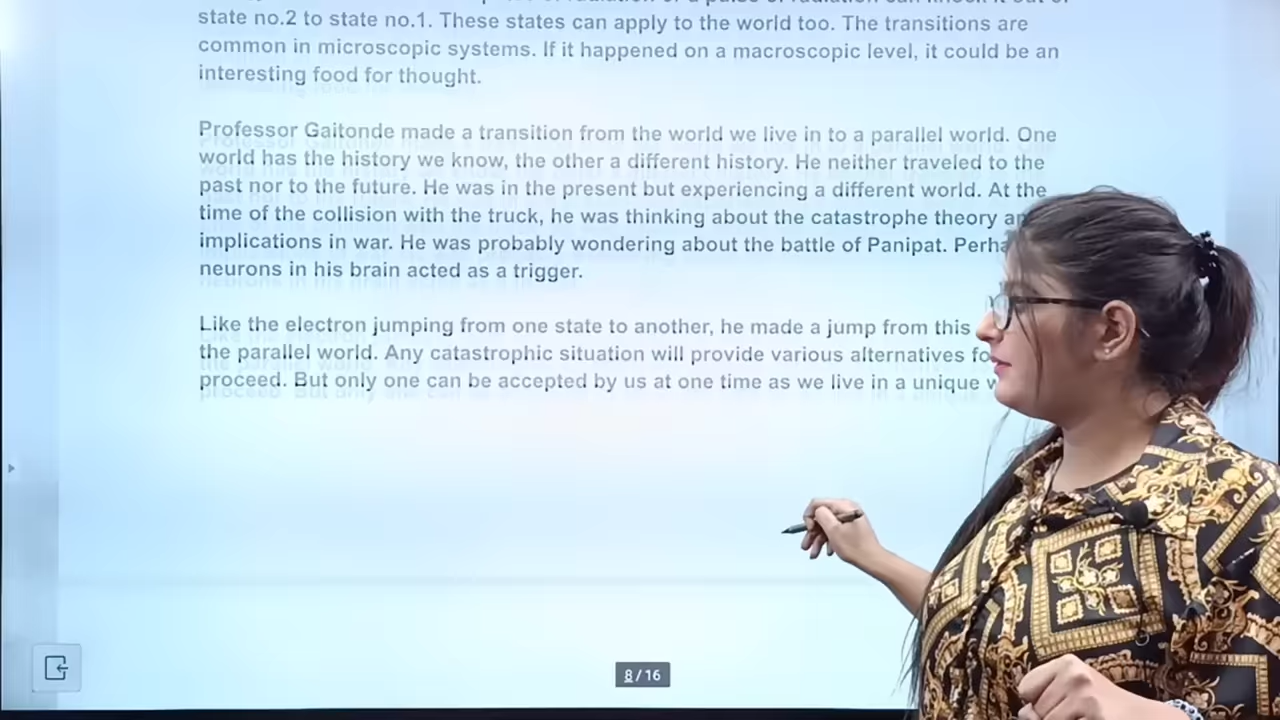 state no.2 to state no.1. These states can apply to the world too. The transitions are
common in microscopic systems. If it happened on a macroscopic level, it could be an
interesting food for thought.
Professor Gaitonde made a transition from the world we live in to a parallel world. One
world has the history we know, the other a different history. He neither traveled to the
past nor to the future. He was in the present but experiencing a different world. At the
time of the collision with the truck, he was thinking about the catastrophe theory
implications in war. He was probably wondering about the battle of Panipat.
neurons in his brain acted as a trigger.
Like the electron jumping from one state to another, he made a jump from this
the parallel world. Any catastrophic situation will provide various alternatives
proceed. But only one can be accepted by us at one time as we live in a unique
8 / 16